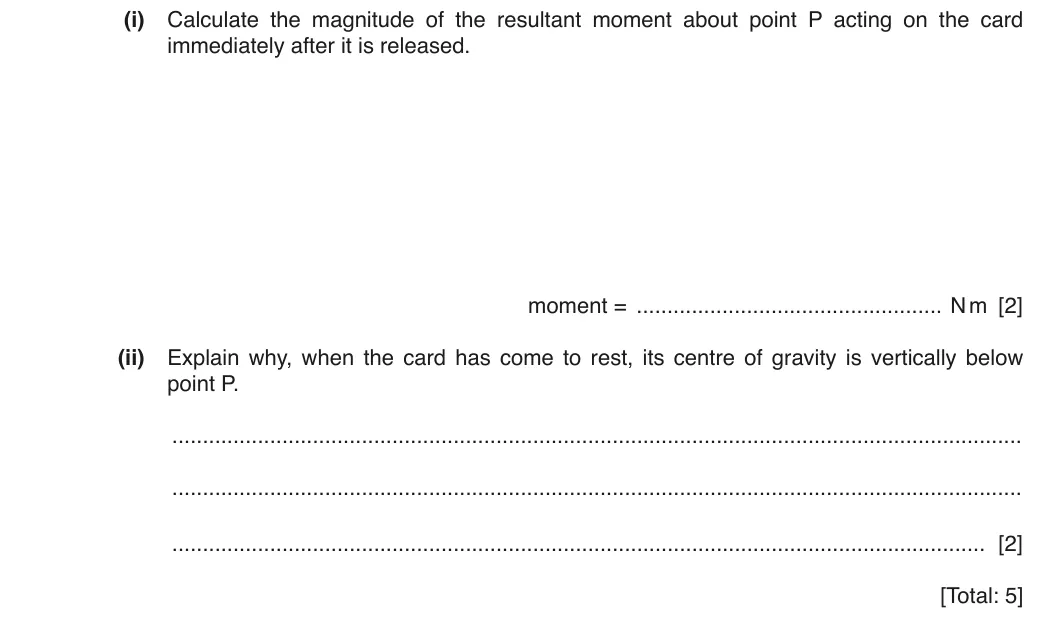 (i) Calculate the magnitude of the resultant moment about point P acting on the card
immediately after it is released.
moment = .................................................. N m [2]
(ii) Explain why, when the card has come to rest, its centre of gravity is vertically below
point P.
...........................................................................................................................................
...........................................................................................................................................
..................................................................................................................................... [2]
[Total: 5]